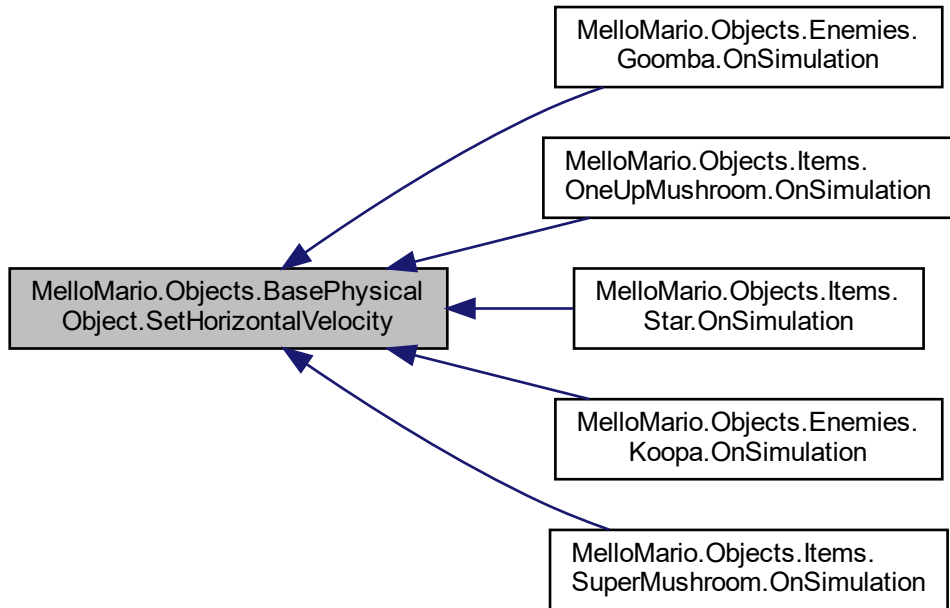 MelloMario.Objects.Enemies.
Goomba.OnSimulation
MelloMario.Objects.Items.
OneUpMushroom.OnSimulation
MelloMario.Objects.BasePhysical
Object.SetHorizontalVelocity
MelloMario.Objects.Items.
Star.OnSimulation
MelloMario.Objects.Enemies.
Koopa.OnSimulation
MelloMario.Objects.Items.
SuperMushroom.OnSimulation